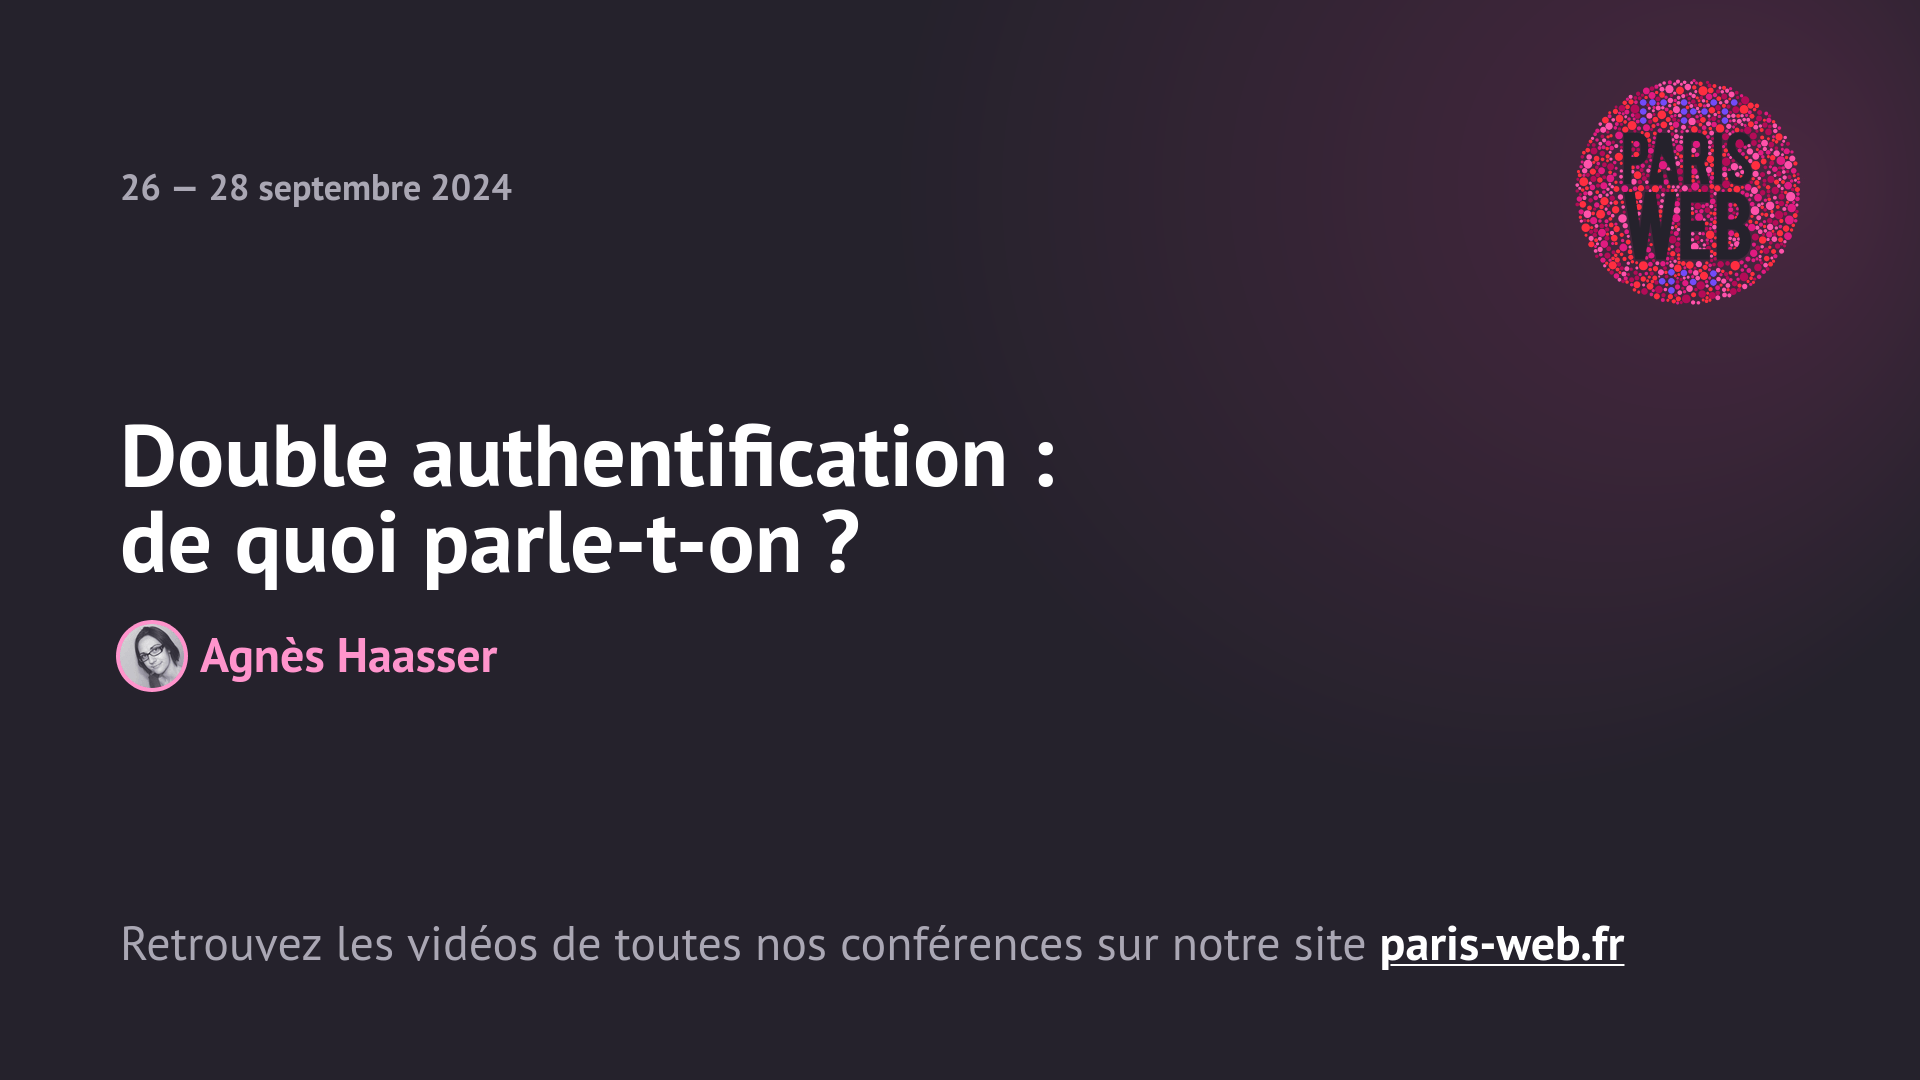 26 — 28 septembre 2024
PARIS
WEB
Double authentification :
de quoi parle-t-on ?
Agnès Haasser
Retrouvez les vidéos de toutes nos conférences sur notre site paris-web.fr